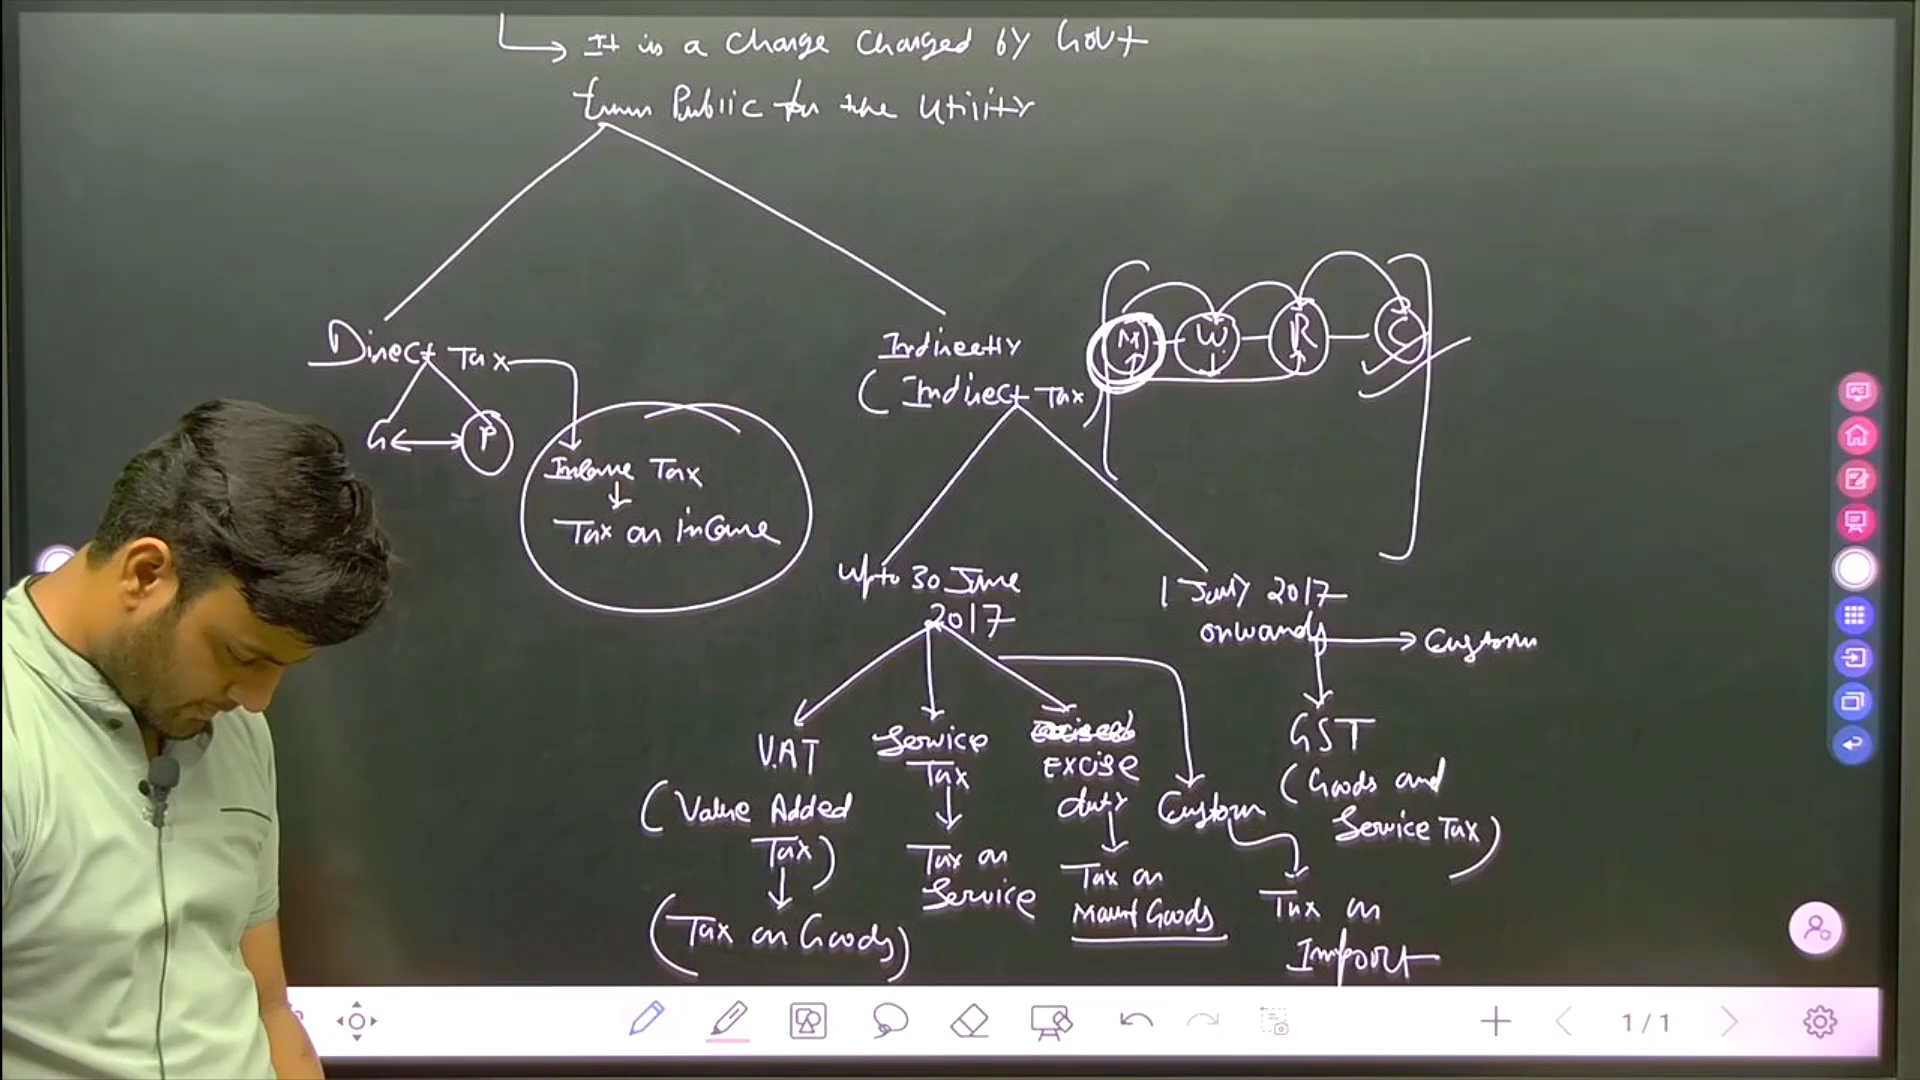 It is a charge charged by Govt
from Public for the Utility
Direct Tax
G P
Income Tax
Tax on income
Indirectly
(Indirect Tax)
M W R C
Upto 30 June
2017
1 July 2017
onwards
Custom
V.A.T
(Value Added
Tax)
(Tax on Goods)
Service
Tax
Tax on
Service
Excise
duty
Tax on
Manf Goods
Custom
Tax on
Import
GST
(Goods and
Service Tax)
1/1